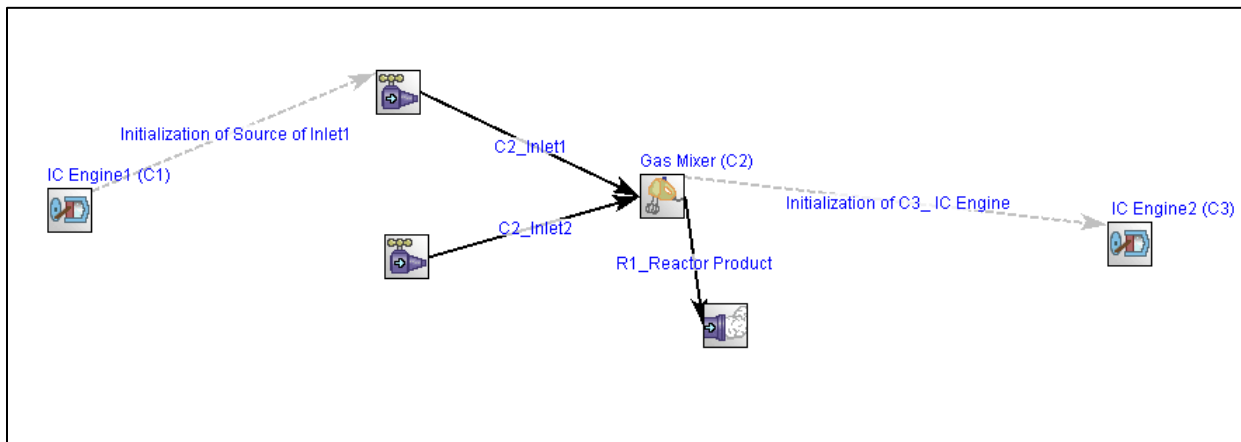 Initialization of Source of Inlet1
C2_Inlet1
Gas Mixer (C2)
IC Engine1 (C1)
Initialization of C3_ IC Engine
IC Engine2 (C3)
C2_Inlet2
R1_Reactor Product